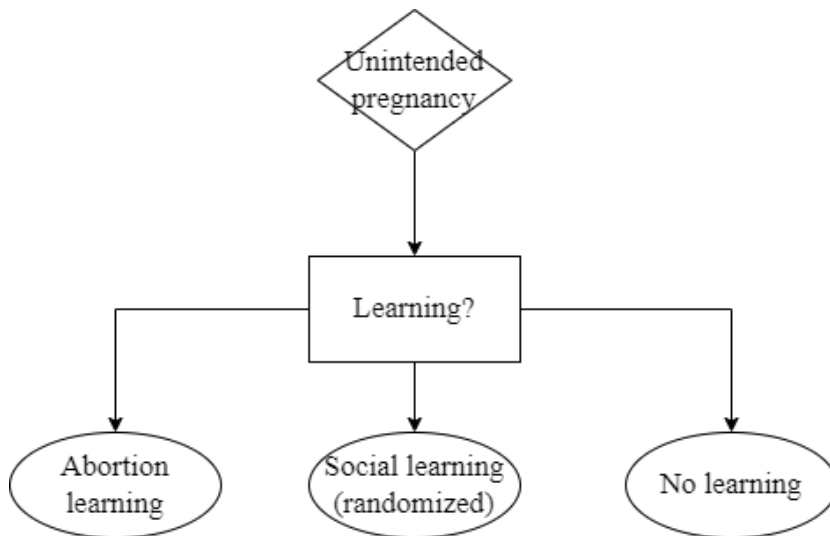 Unintended
pregnancy
Learning?
Abortion
learning
Social learning
(randomized)
No learning